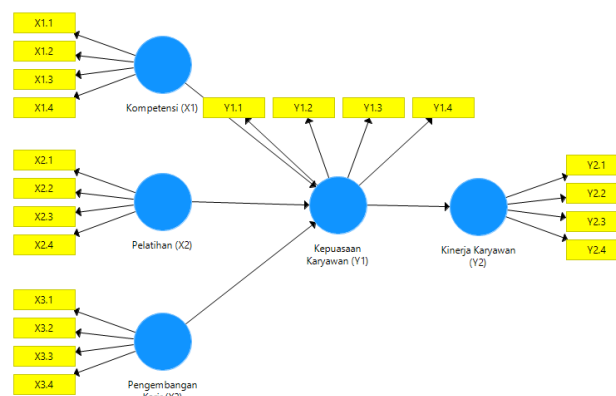 X1.1
X1.2
X1.3
X1.4
Kompetensi (X1)
Y1.1
Y1.2
Y1.3
Y1.4
X2.1
X2.2
X2.3
X2.4
Pelatihan (X2)
Kepuasaan
Karyawan (Y1)
Kinerja Karyawan
(Y2)
Y2.1
Y2.2
Y2.3
Y2.4
X3.1
X3.2
X3.3
X3.4
Pengembangan